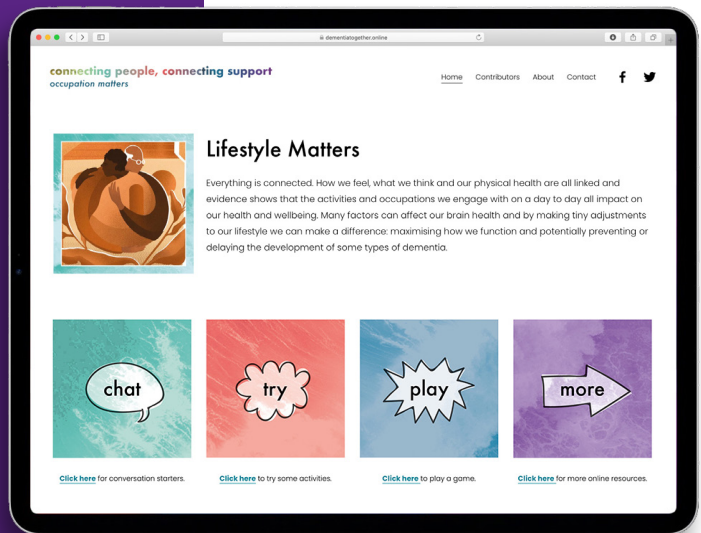 dementiatogether.online
connecting people, connecting support
occupation matters
Home Contributors About Contact
Lifestyle Matters
Everything is connected. How we feel, what we think and our physical health are all linked and
evidence shows that the activities and occupations we engage with on a day to day all impact on
our health and wellbeing. Many factors can affect our brain health and by making tiny adjustments
to our lifestyle we can make a difference: maximising how we function and potentially preventing or
delaying the development of some types of dementia.
chat
try
play
more
Click here for conversation starters.
Click here to try some activities.
Click here to play a game.
Click here for more online resources.